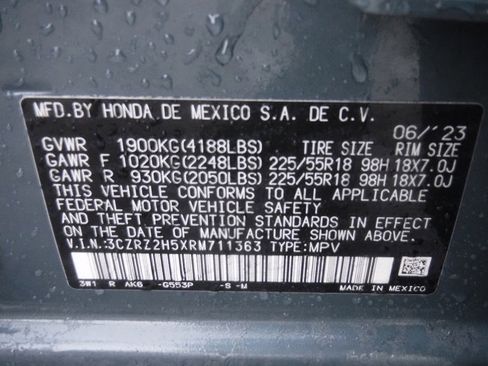 MFD.BY HONDA DE MEXICO S.A. DE C.V.
06/'23
GVWR 1900KG(4188LBS) TIRE SIZE RIM SIZE
GAWR F 1020KG(2248LBS) 225/55R18 98H 18X7.0J
GAWR R 930KG(2050LBS) 225/55R18 98H 18X7.0J
THIS VEHICLE CONFORMS TO ALL APPLICABLE
FEDERAL MOTOR VEHICLE SAFETY AND THEFT
PREVENTION STANDARDS IN EFFECT ON THE DATE
OF MANUFACTURE SHOWN ABOVE.
V.I.N.:3CZRZ2H5XRM711363 TYPE:MPV
3W1 R AK6 -G553P -S -M
MADE IN MEXICO